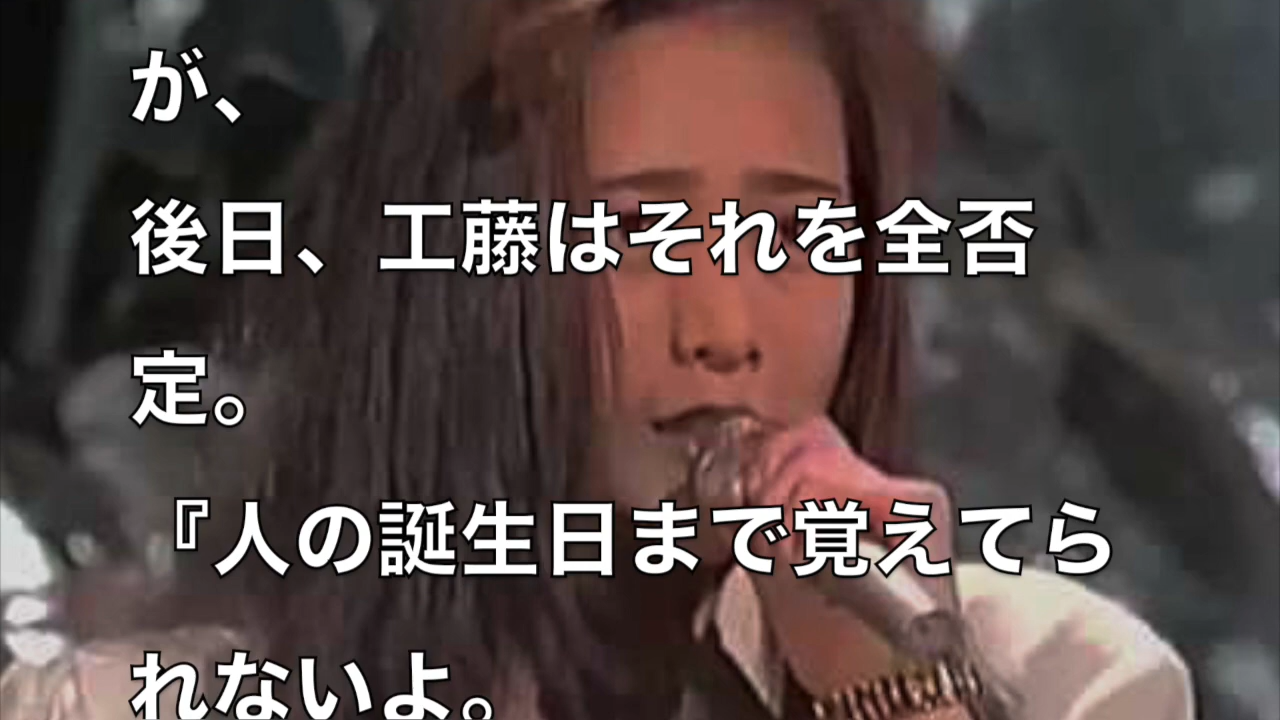 が、
後日、工藤はそれを全否
定。
『人の誕生日まで覚えてら
れないよ。